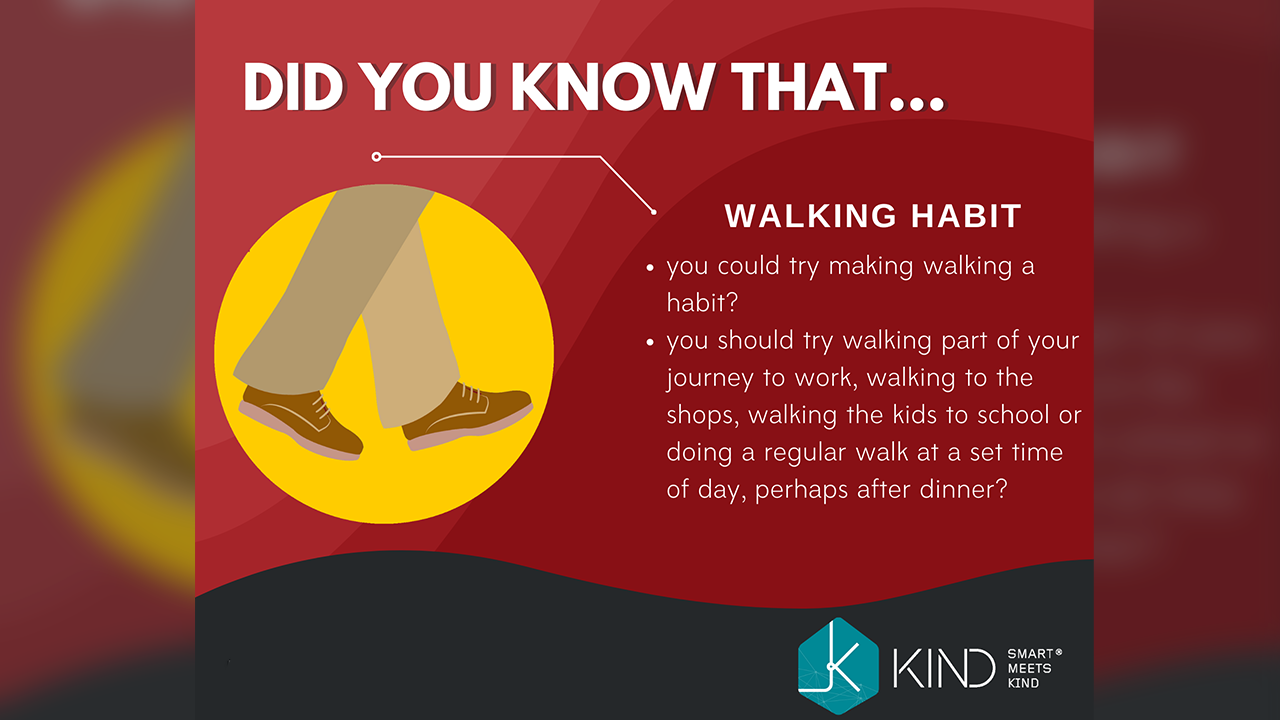 DID YOU KNOW THAT...
WALKING HABIT
• you could try making walking a
habit?
• you should try walking part of your
journey to work, walking to the
shops, walking the kids to school or
doing a regular walk at a set time
of day, perhaps after dinner?
KIND
SMART®
MEETS
KIND